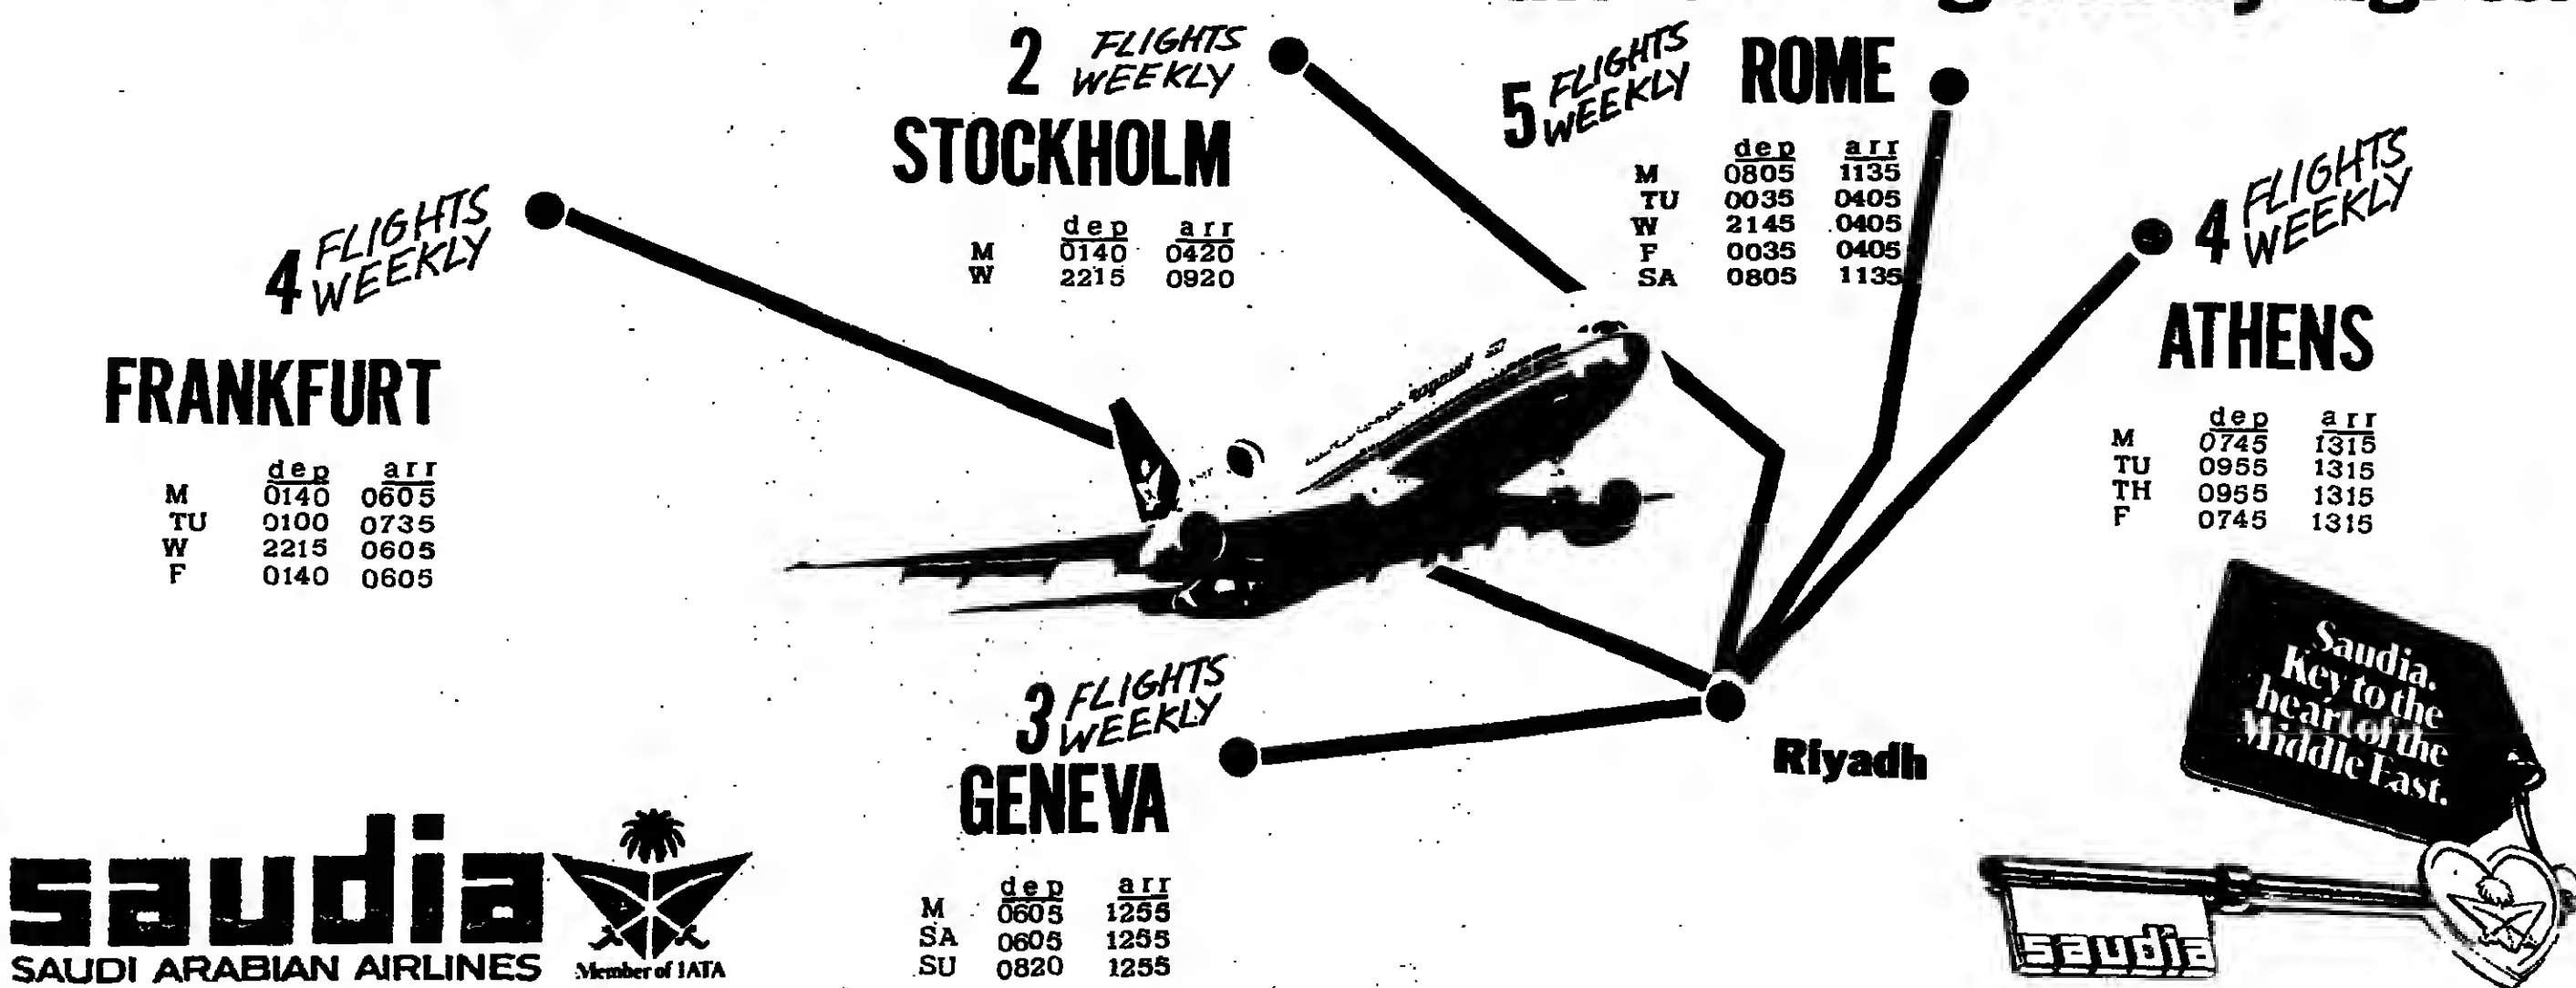 2 FLIGHTS WEEKLY
STOCKHOLM
dep arr
M 0140 0420
W 2215 0920
5 FLIGHTS WEEKLY
ROME
dep arr
M 0805 1135
TU 0035 0405
W 2145 0405
F 0035 0405
SA 0805 1135
4 FLIGHTS WEEKLY
FRANKFURT
dep arr
M 0140 0605
TU 0100 0735
W 2215 0605
F 0140 0605
4 FLIGHTS WEEKLY
ATHENS
dep arr
M 0745 1315
TU 0955 1315
TH 0955 1315
F 0745 1315
3 FLIGHTS WEEKLY
GENEVA
dep arr
M 0605 1255
SA 0605 1255
SU 0820 1255
Riyadh
Saudia.
Key to the
heart of the
Middle East.
saudia
SAUDI ARABIAN AIRLINES
Member of IATA
saudia